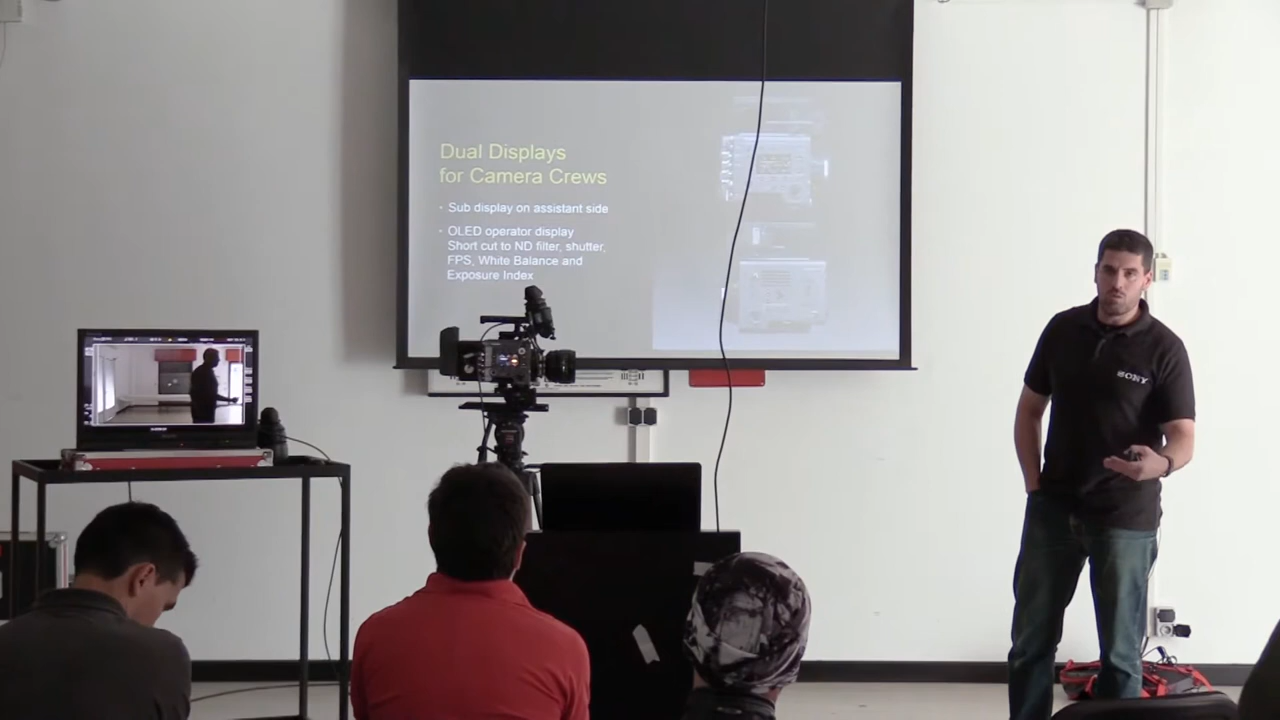 Dual Displays
for Camera Crews
· Sub display on assistant side
· OLED operator display
Short cut to ND filter, shutter,
FPS, White Balance and
Exposure Index
SONY